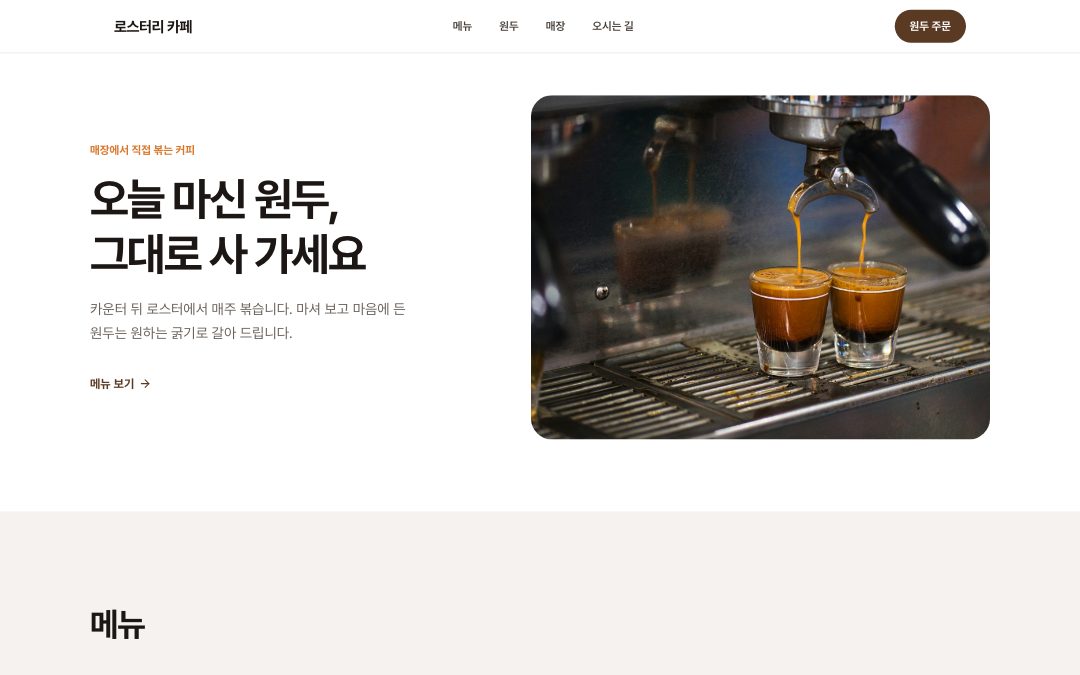 로스터리 카페
메뉴
원두
매장
오시는 길
원두 주문
매장에서 직접 볶는 커피
오늘 마신 원두,
그대로 사 가세요
카운터 뒤 로스터에서 매주 볶습니다. 마셔 보고 마음에 든
원두는 원하는 굵기로 갈아 드립니다.
메뉴 보기 →
메뉴